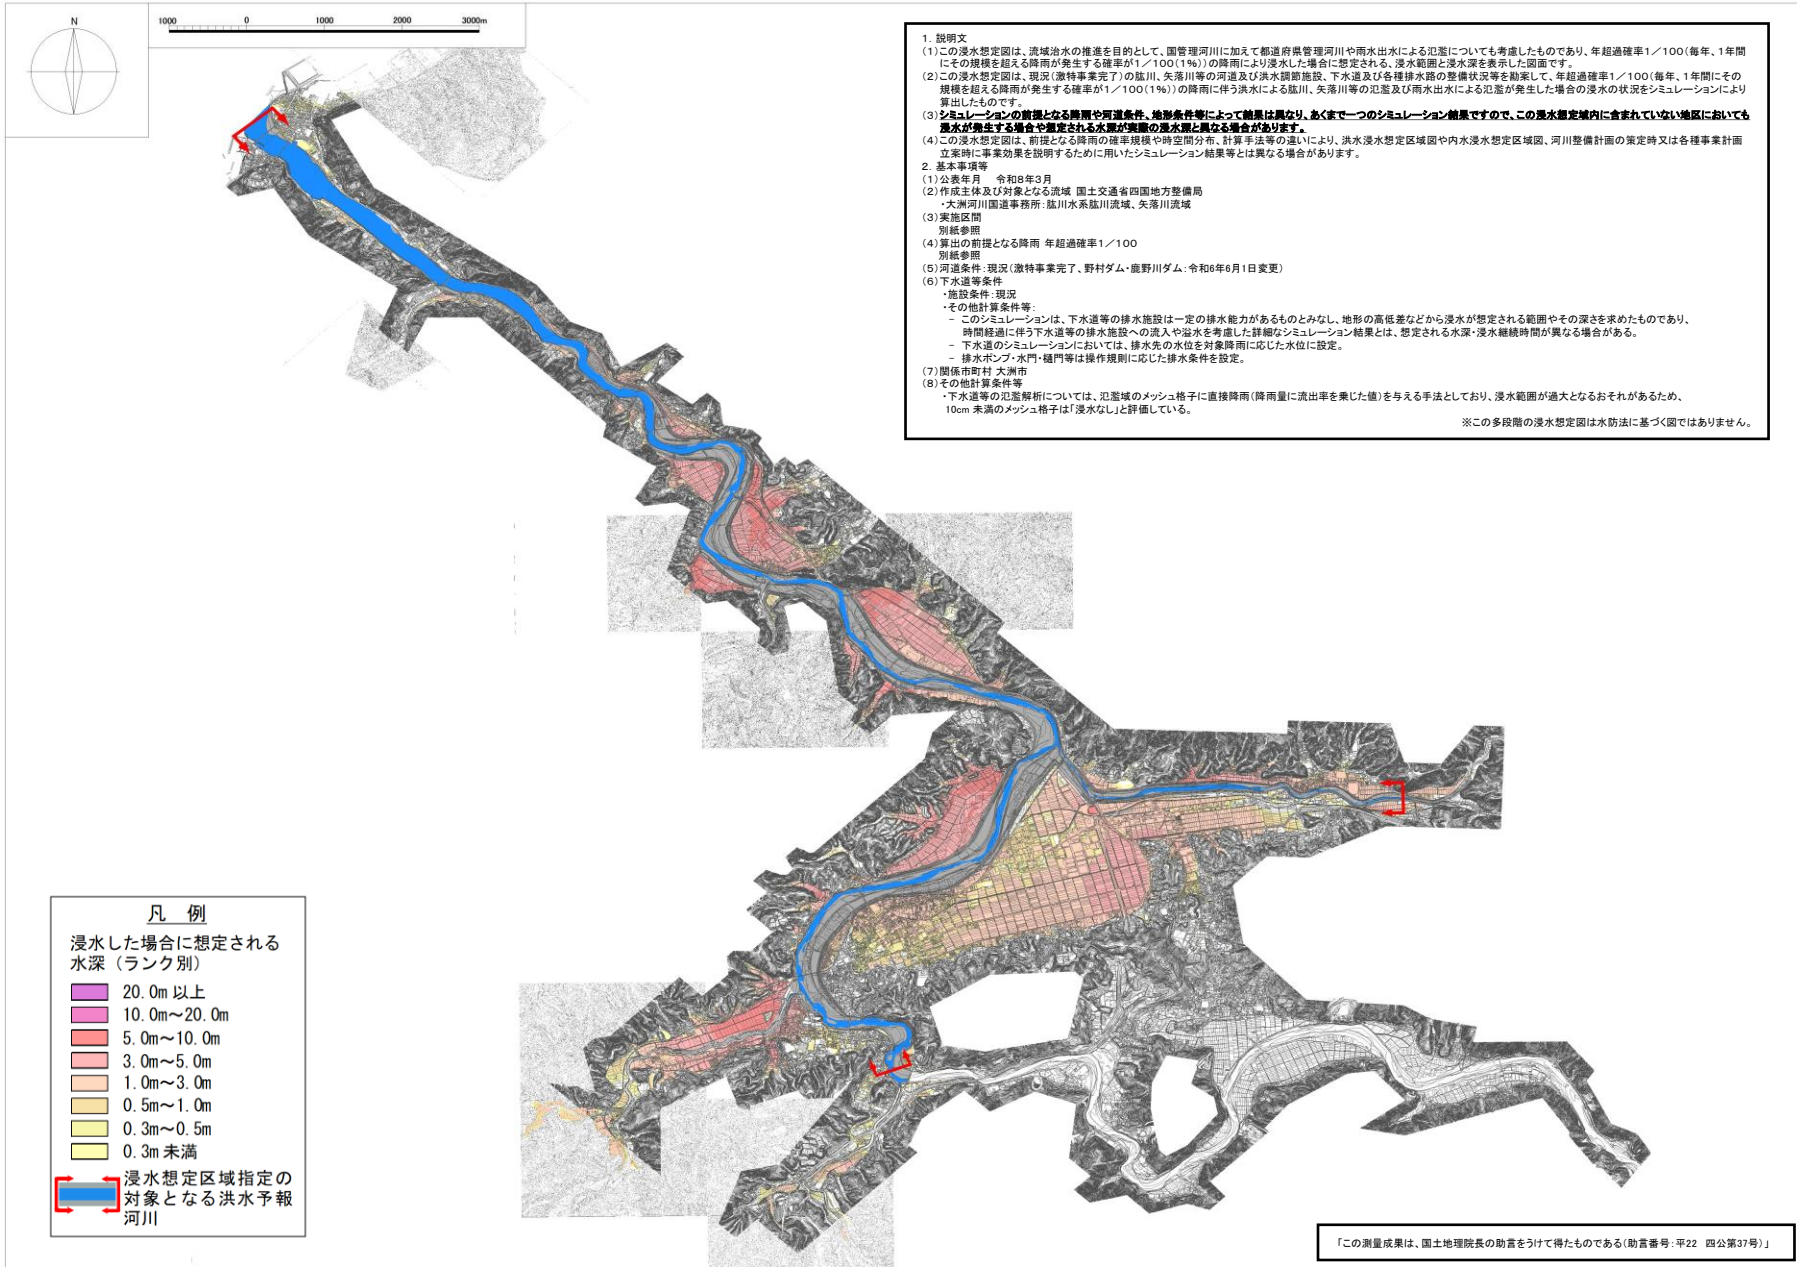 N
1000 0 1000 2000 3000m
1. 説明文
(1)この浸水想定図は、流域治水の推進を目的として、国管理河川に加えて都道府県管理河川や雨水出水による氾濫についても考慮したものであり、年超過確率1/100(毎年、1年間
にその規模を超える降雨が発生する確率が1/100(1%))の降雨により浸水した場合に想定される、浸水範囲と浸水深を表示した図面です。
(2)この浸水想定図は、現況(激特事業完了)の肱川、矢落川等の河道及び洪水調節施設、下水道及び各種排水路の整備状況等を勘案して、年超過確率1/100(毎年、1年間にその
規模を超える降雨が発生する確率が1/100(1%))の降雨に伴う洪水による肱川、矢落川等の氾濫及び雨水出水による氾濫が発生した場合の浸水の状況をシミュレーションにより
算出したものです。
(3)シミュレーションの前提となる降雨や河道条件、地形条件等によって結果は異なり、あくまで一つのシミュレーション結果ですので、この浸水想定域内に含まれていない地区においても
浸水が発生する場合や想定される水深が実際の浸水深と異なる場合があります。
(4)この浸水想定図は、前提となる降雨の確率規模や時空間分布、計算手法等の違いにより、洪水浸水想定区域図や内水浸水想定区域図、河川整備計画の策定時又は各種事業計画
立案時に事業効果を説明するために用いたシミュレーション結果等とは異なる場合があります。
2. 基本事項等
(1)公表年月 令和8年3月
(2)作成主体及び対象となる流域 国土交通省四国地方整備局
・大洲河川国道事務所:肱川水系肱川流域、矢落川流域
(3)実施区間
別紙参照
(4)算出の前提となる降雨 年超過確率1/100
別紙参照
(5)河道条件:現況(激特事業完了、野村ダム・鹿野川ダム:令和6年6月1日変更)
(6)下水道等条件
・施設条件:現況
・その他計算条件等:
- このシミュレーションは、下水道等の排水施設は一定の排水能力があるものとみなし、地形の高低差などから浸水が想定される範囲やその深さを求めたものであり、
時間経過に伴う下水道等の排水施設への流入や溢水を考慮した詳細なシミュレーション結果とは、想定される水深・浸水継続時間が異なる場合がある。
- 下水道のシミュレーションにおいては、排水先の水位を対象降雨に応じた水位に設定。
- 排水ポンプ・水門・樋門等は操作規則に応じた排水条件を設定。
(7)関係市町村 大洲市
(8)その他計算条件等
・下水道等の氾濫解析については、氾濫域のメッシュ格子に直接降雨(降雨量に流出率を乗じた値)を与える手法としており、浸水範囲が過大となるおそれがあるため、
10cm 未満のメッシュ格子は「浸水なし」と評価している。
※この多段階の浸水想定図は水防法に基づく図ではありません。
凡 例
浸水した場合に想定される
水深(ランク別)
20.0m 以上
10.0m～20.0m
5.0m～10.0m
3.0m～5.0m
1.0m～3.0m
0.5m～1.0m
0.3m～0.5m
0.3m 未満
浸水想定区域指定の
対象となる洪水予報
河川
「この測量成果は、国土地理院長の助言をうけて得たものである(助言番号:平22 四公第37号)」